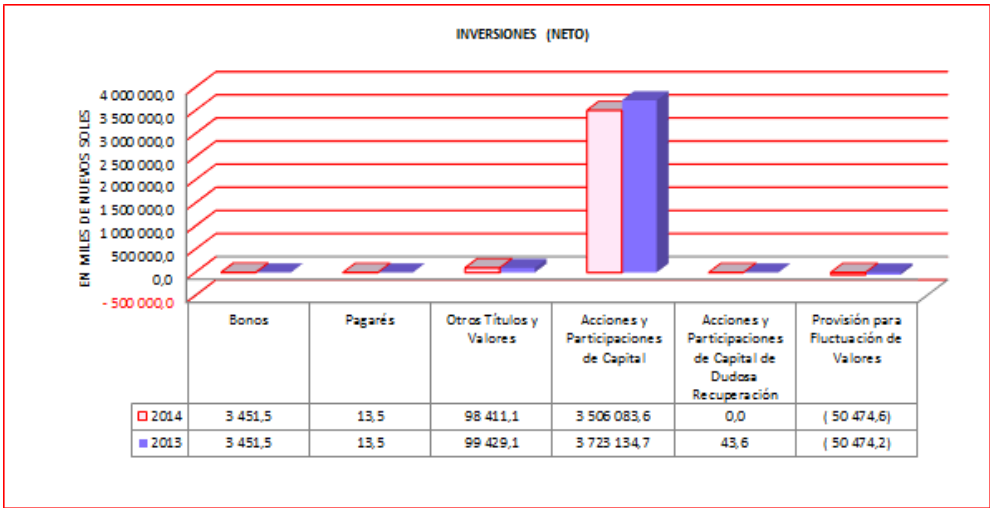 INVERSIONES (NETO)
EN MILES DE NUEVOS SOLES
4 000 000,0
3 500 000,0
3 000 000,0
2 500 000,0
2 000 000,0
1 500 000,0
1 000 000,0
500 000,0
0,0
- 500 000,0
Bonos
Pagarés
Otros Títulos y
Valores
Acciones y
Participaciones
de Capital
Acciones y
Participaciones
de Capital de
Dudosa
Recuperación
Provisión para
Fluctuación de
Valores
2014 3 451,5 13,5 98 411,1 3 506 083,6 0,0 ( 50 474,6)
2013 3 451,5 13,5 99 429,1 3 723 134,7 43,6 ( 50 474,2)